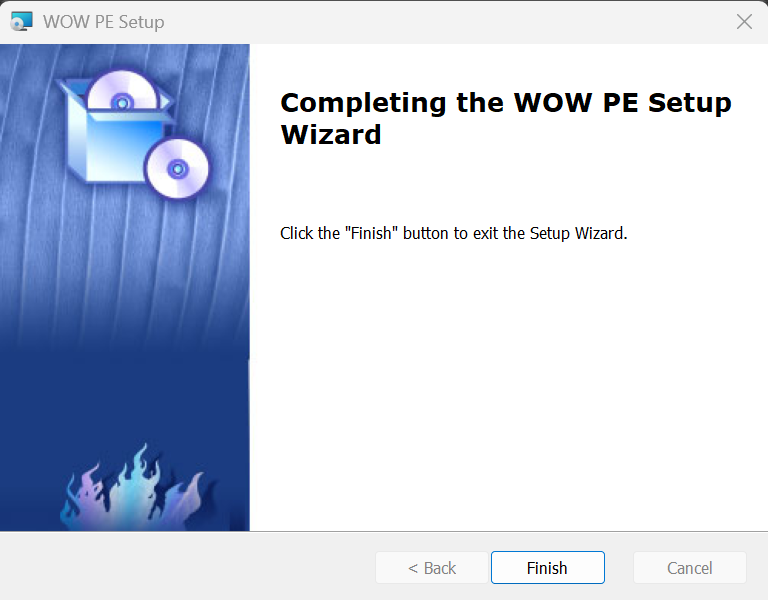 WOW PE Setup
Completing the WOW PE Setup
Wizard
Click the "Finish" button to exit the Setup Wizard.
< Back
Finish
Cancel